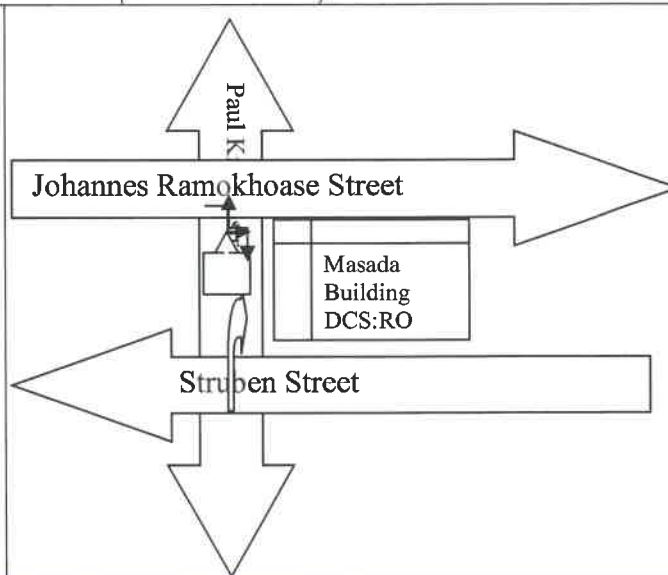 Paul K
Johannes Ramokhoase Street
Masada
Building
DCS:RO
Struben Street